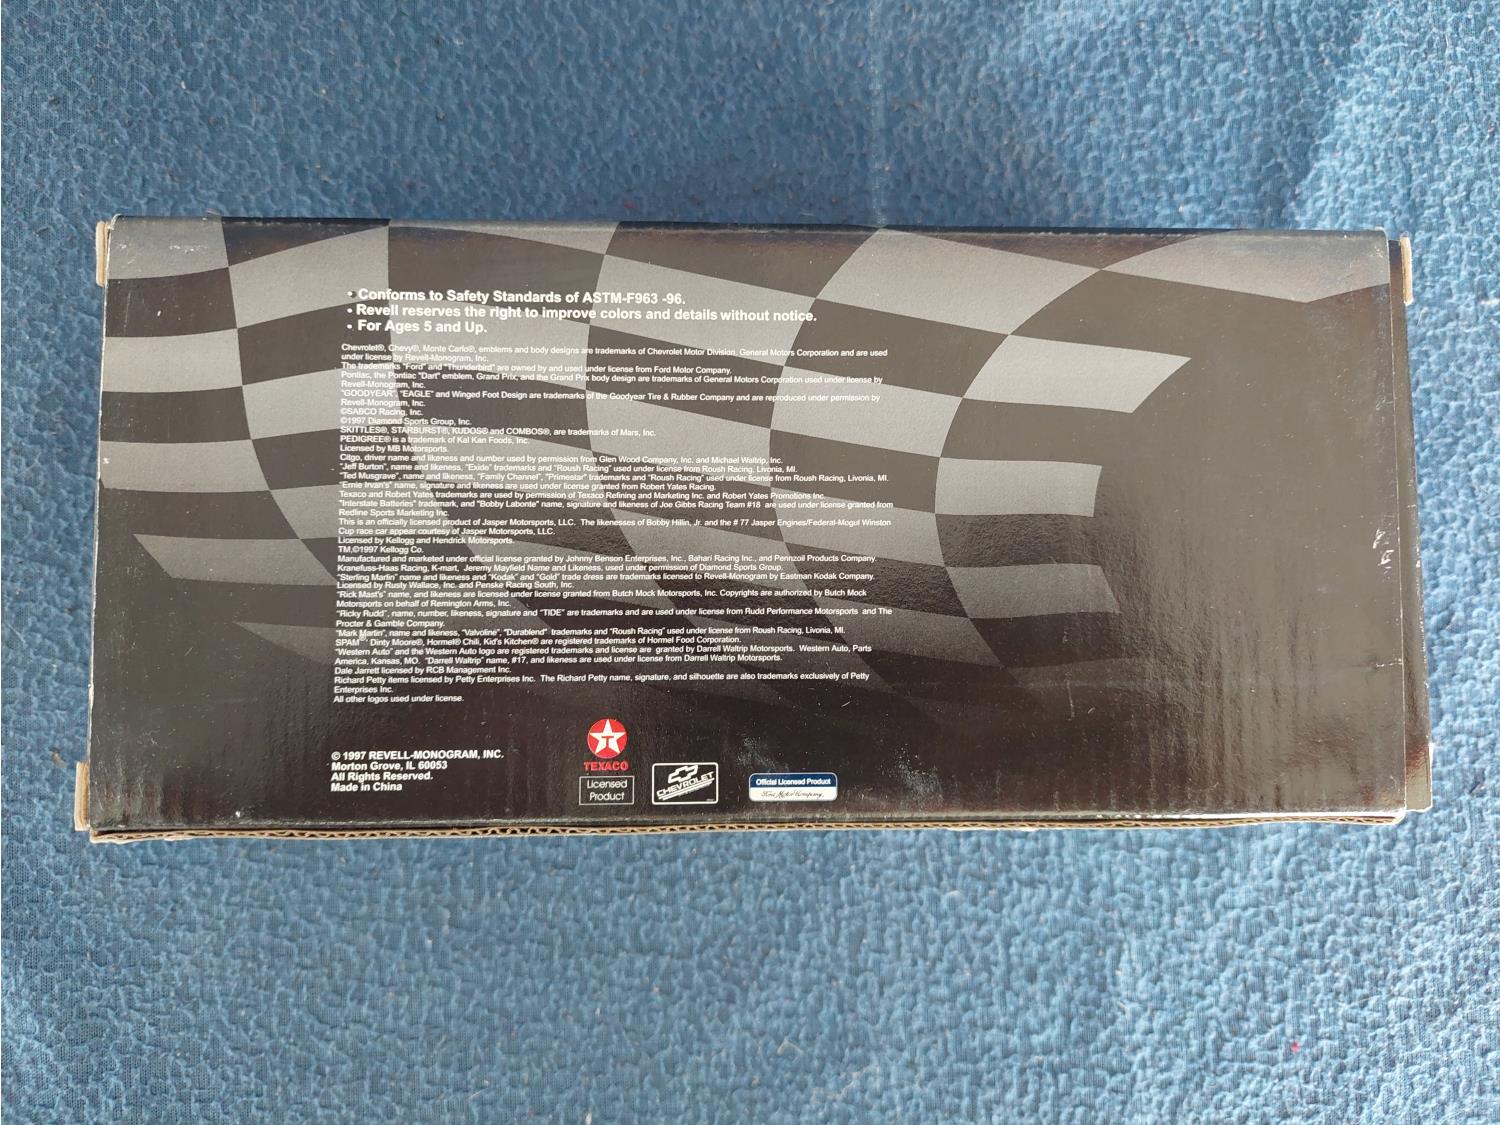 • Conforms to Safety Standards of ASTM-F963 -96.
• Revell reserves the right to improve colors and details without notice.
• For Ages 5 and Up.
Chevrolet®, Chevy®, Monte Carlo®, emblems and body designs are trademarks of Chevrolet Motor Division, General Motors Corporation and are used
under license by Revell-Monogram, Inc.
The trademarks "Ford" and "Thunderbird" are owned by and used under license from Ford Motor Company.
Pontiac, the Pontiac "Dart" emblem, Grand Prix, and the Grand Prix body design are trademarks of General Motors Corporation used under license by
Revell-Monogram, Inc.
"GOODYEAR", "EAGLE" and Winged Foot Design are trademarks of the Goodyear Tire & Rubber Company and are reproduced under permission by
Revell-Monogram, Inc.
©SABCO Racing, Inc.
©1997 Diamond Sports Group, Inc.
SKITTLES®, STARBURST®, KUDOS® and COMBOS®, are trademarks of Mars, Inc.
PEDIGREE® is a trademark of Kal Kan Foods, Inc.
Licensed by MB Motorsports.
Citgo, driver name and likeness and number used by permission from Glen Wood Company, Inc. and Michael Waltrip, Inc.
"Jeff Burton", name and likeness, "Exide" trademarks and "Roush Racing" used under license from Roush Racing, Livonia, MI.
"Ted Musgrave", name and likeness, "Family Channel", "Primestar" trademarks and "Roush Racing" used under license from Roush Racing, Livonia, MI.
"Ernie Irvan's" name, signature and likeness are used under license granted from Robert Yates Racing.
Texaco and Robert Yates trademarks are used by permission of Texaco Refining and Marketing Inc. and Robert Yates Promotions Inc.
"Interstate Batteries" trademark, and "Bobby Labonte" name, signature and likeness of Joe Gibbs Racing Team #18 are used under license granted from
Redline Sports Marketing Inc.
This is an officially licensed product of Jasper Motorsports, LLC. The likenesses of Bobby Hillin, Jr. and the # 77 Jasper Engines/Federal-Mogul Winston
Cup race car appear courtesy of Jasper Motorsports, LLC.
Licensed by Kellogg and Hendrick Motorsports.
TM,©1997 Kellogg Co.
Manufactured and marketed under official license granted by Johnny Benson Enterprises, Inc., Bahari Racing Inc., and Pennzoil Products Company.
Kranefuss-Haas Racing, K-mart, Jeremy Mayfield Name and Likeness, used under permission of Diamond Sports Group.
"Sterling Marlin" name and likeness and "Kodak" and "Gold" trade dress are trademarks licensed to Revell-Monogram by Eastman Kodak Company.
Licensed by Rusty Wallace, Inc. and Penske Racing South, Inc.
"Rick Mast's" name, and likeness are licensed under license granted from Butch Mock Motorsports, Inc. Copyrights are authorized by Butch Mock
Motorsports on behalf of Remington Arms, Inc.
"Ricky Rudd", name, number, likeness, signature and "TIDE" are trademarks and are used under license from Rudd Performance Motorsports and The
Procter & Gamble Company.
"Mark Martin", name and likeness, "Valvoline", "Durablend" trademarks and "Roush Racing" used under license from Roush Racing, Livonia, MI.
SPAM™ Dinty Moore®, Hormel® Chili, Kid's Kitchen® are registered trademarks of Hormel Food Corporation.
"Western Auto" and the Western Auto logo are registered trademarks and license are granted by Darrell Waltrip Motorsports. Western Auto, Parts
America, Kansas, MO. "Darrell Waltrip" name, #17, and likeness are used under license from Darrell Waltrip Motorsports.
Dale Jarrett licensed by RCB Management Inc.
Richard Petty items licensed by Petty Enterprises Inc. The Richard Petty name, signature, and silhouette are also trademarks exclusively of Petty
Enterprises Inc.
All other logos used under license.
© 1997 REVELL-MONOGRAM, INC.
Morton Grove, IL 60053
All Rights Reserved.
Made in China
T
TEXACO
Licensed
Product
CHEVROLET
Official Licensed Product
Ford Motor Company